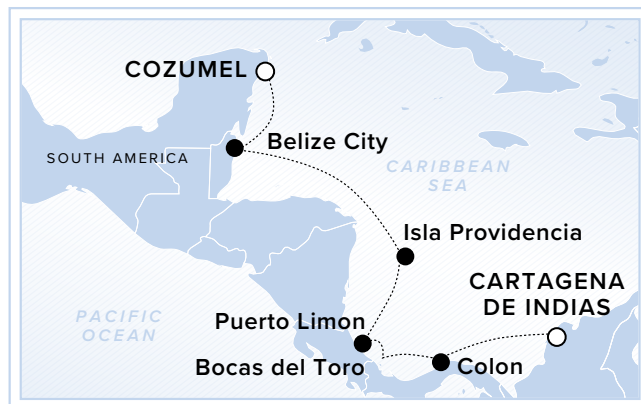 COZUMEL
Belize City
SOUTH AMERICA
CARIBBEAN
SEA
Isla Providencia
CARTAGENA
DE INDIAS
PACIFIC
OCEAN
Puerto Limon
Bocas del Toro
Colon